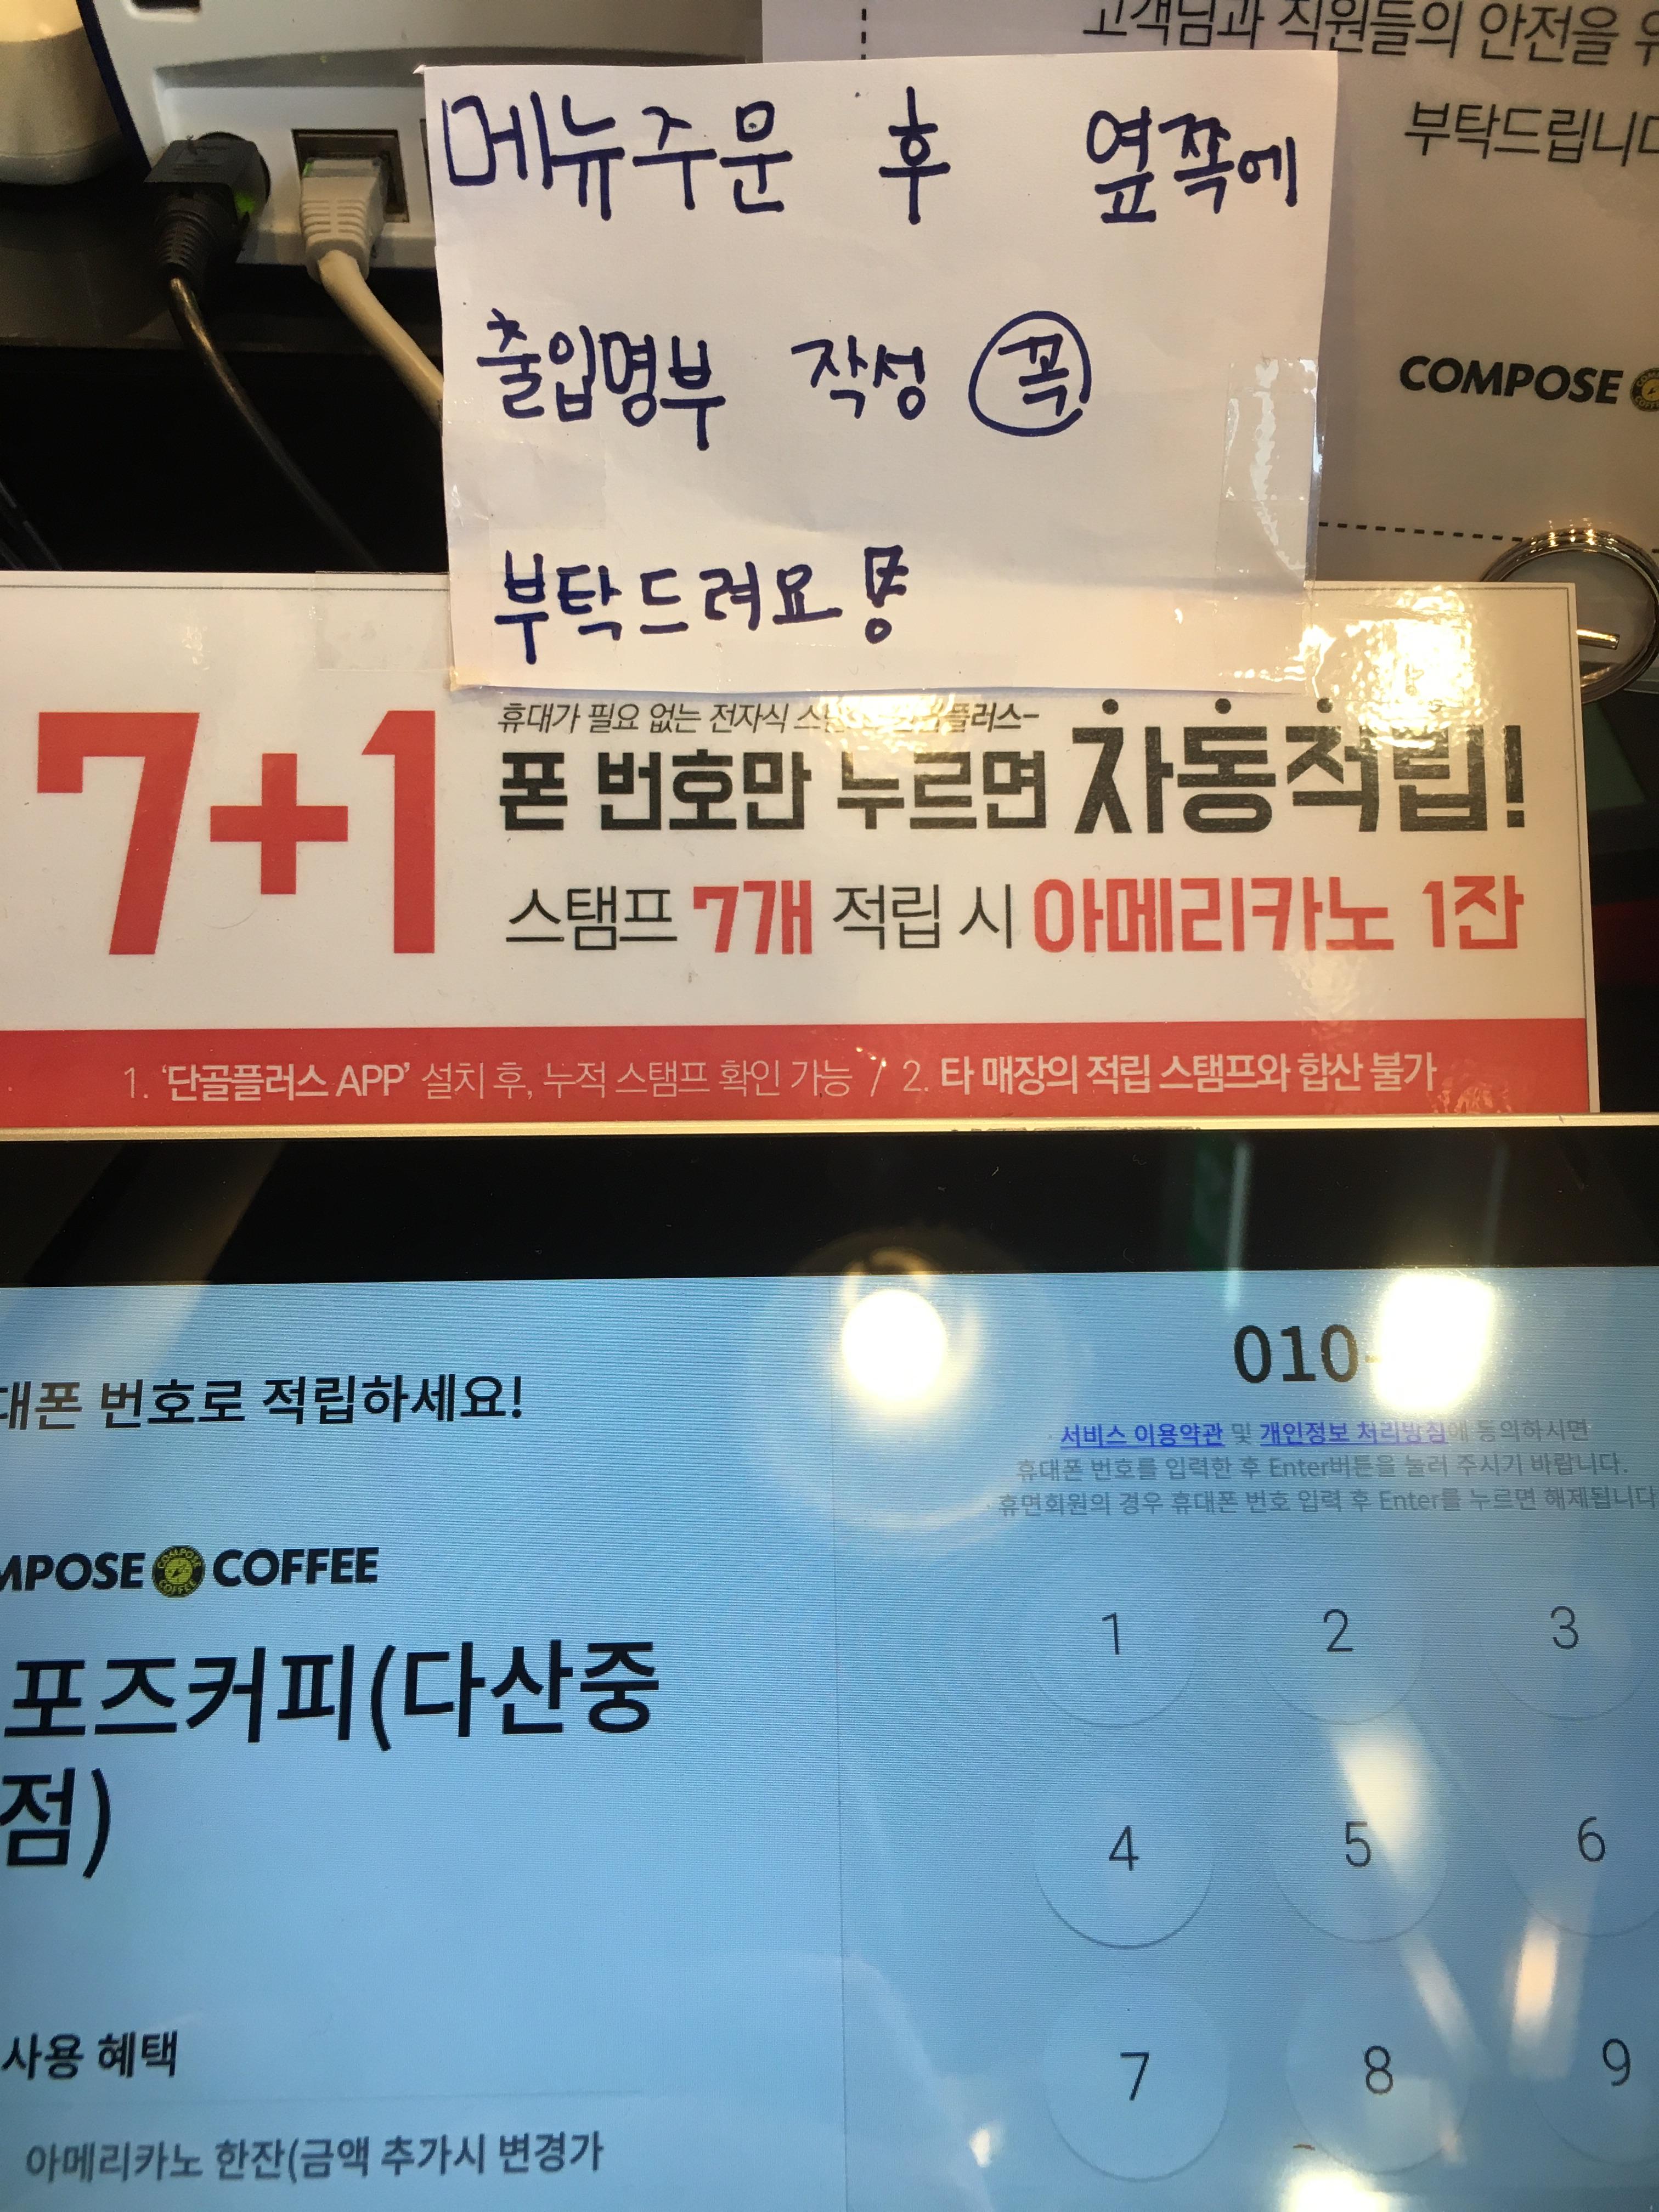 고객님과 직원들의 안전을
부탁드립니다
COMPOSE
메뉴주문 후 옆쪽에
출입명부 작성 꼭
부탁드려요!
7+1
휴대가 필요 없는 전자식
폰 번호만 누르면 차동적립!
스탬프 7개 적립 시 아메리카노 1잔
1. '단골플러스 APP' 설치 후, 누적 스탬프 확인 가능 / 2. 타 매장의 적립 스탬프와 합산 불가
대폰 번호로 적립하세요!
MPOSE COMPOSE COFFEE COFFEE
포즈커피(다산중
점)
사용 혜택
아메리카노 한잔(금액 추가시 변경가
010-
서비스 이용약관 및 개인정보 처리방침에 동의하시면
휴대폰 번호를 입력한 후 Enter버튼을 눌러 주시기 바랍니다.
휴면회원의 경우 휴대폰 번호 입력 후 Enter를 누르면 해제됩니다
1 2 3
4 5 6
7 8 9